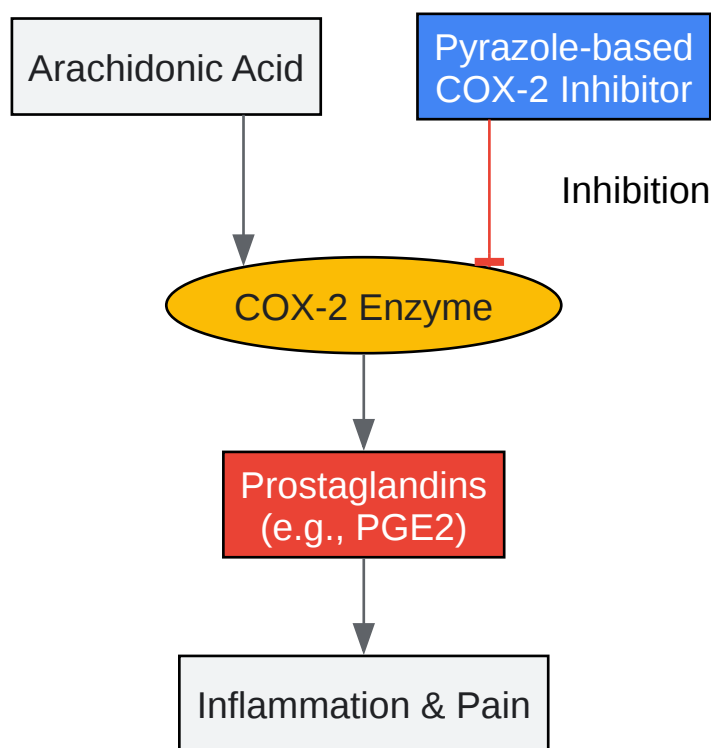 Arachidonic Acid
Pyrazole-based
COX-2 Inhibitor
Inhibition
COX-2 Enzyme
Prostaglandins
(e.g., PGE2)
Inflammation & Pain